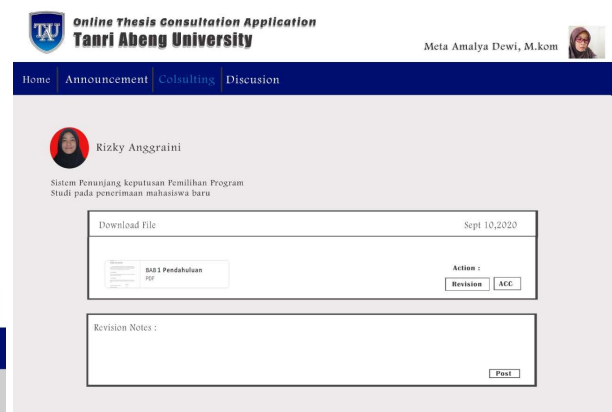 TAU
Online Thesis Consultation Application
Tanri Abeng University
Meta Amalya Dewi, M.kom
Home Announcement Colsulting Discusion
Rizky Anggraini
Sistem Penunjang keputusan Pemilihan Program
Studi pada penerimaan mahasiswa baru
Download File Sept 10,2020
BAB 1 Pendahuluan
PDF
Action :
Revision ACC
Revision Notes :
Post